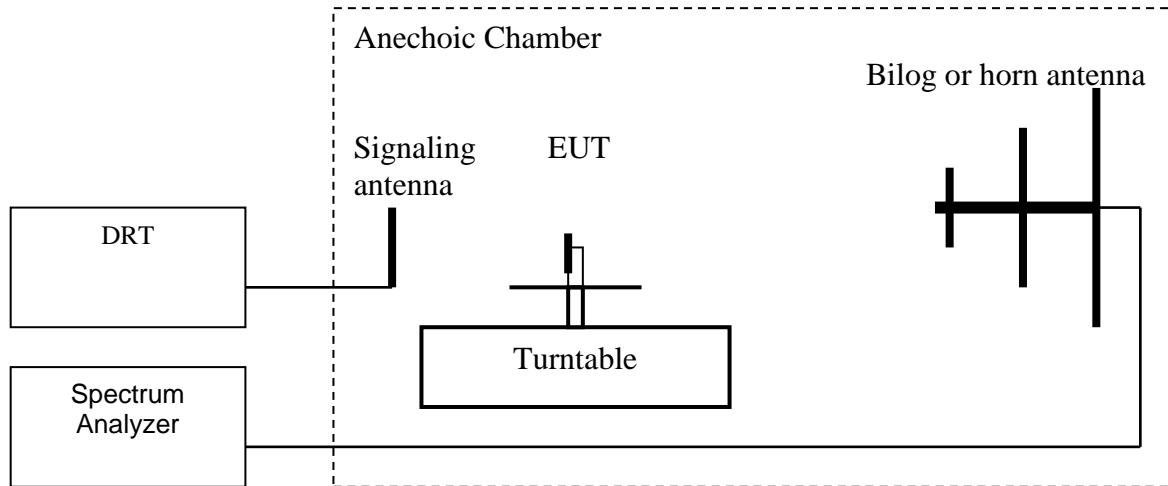 Anechoic Chamber
Bilog or horn antenna
Signaling
antenna
EUT
DRT
Turntable
Spectrum
Analyzer